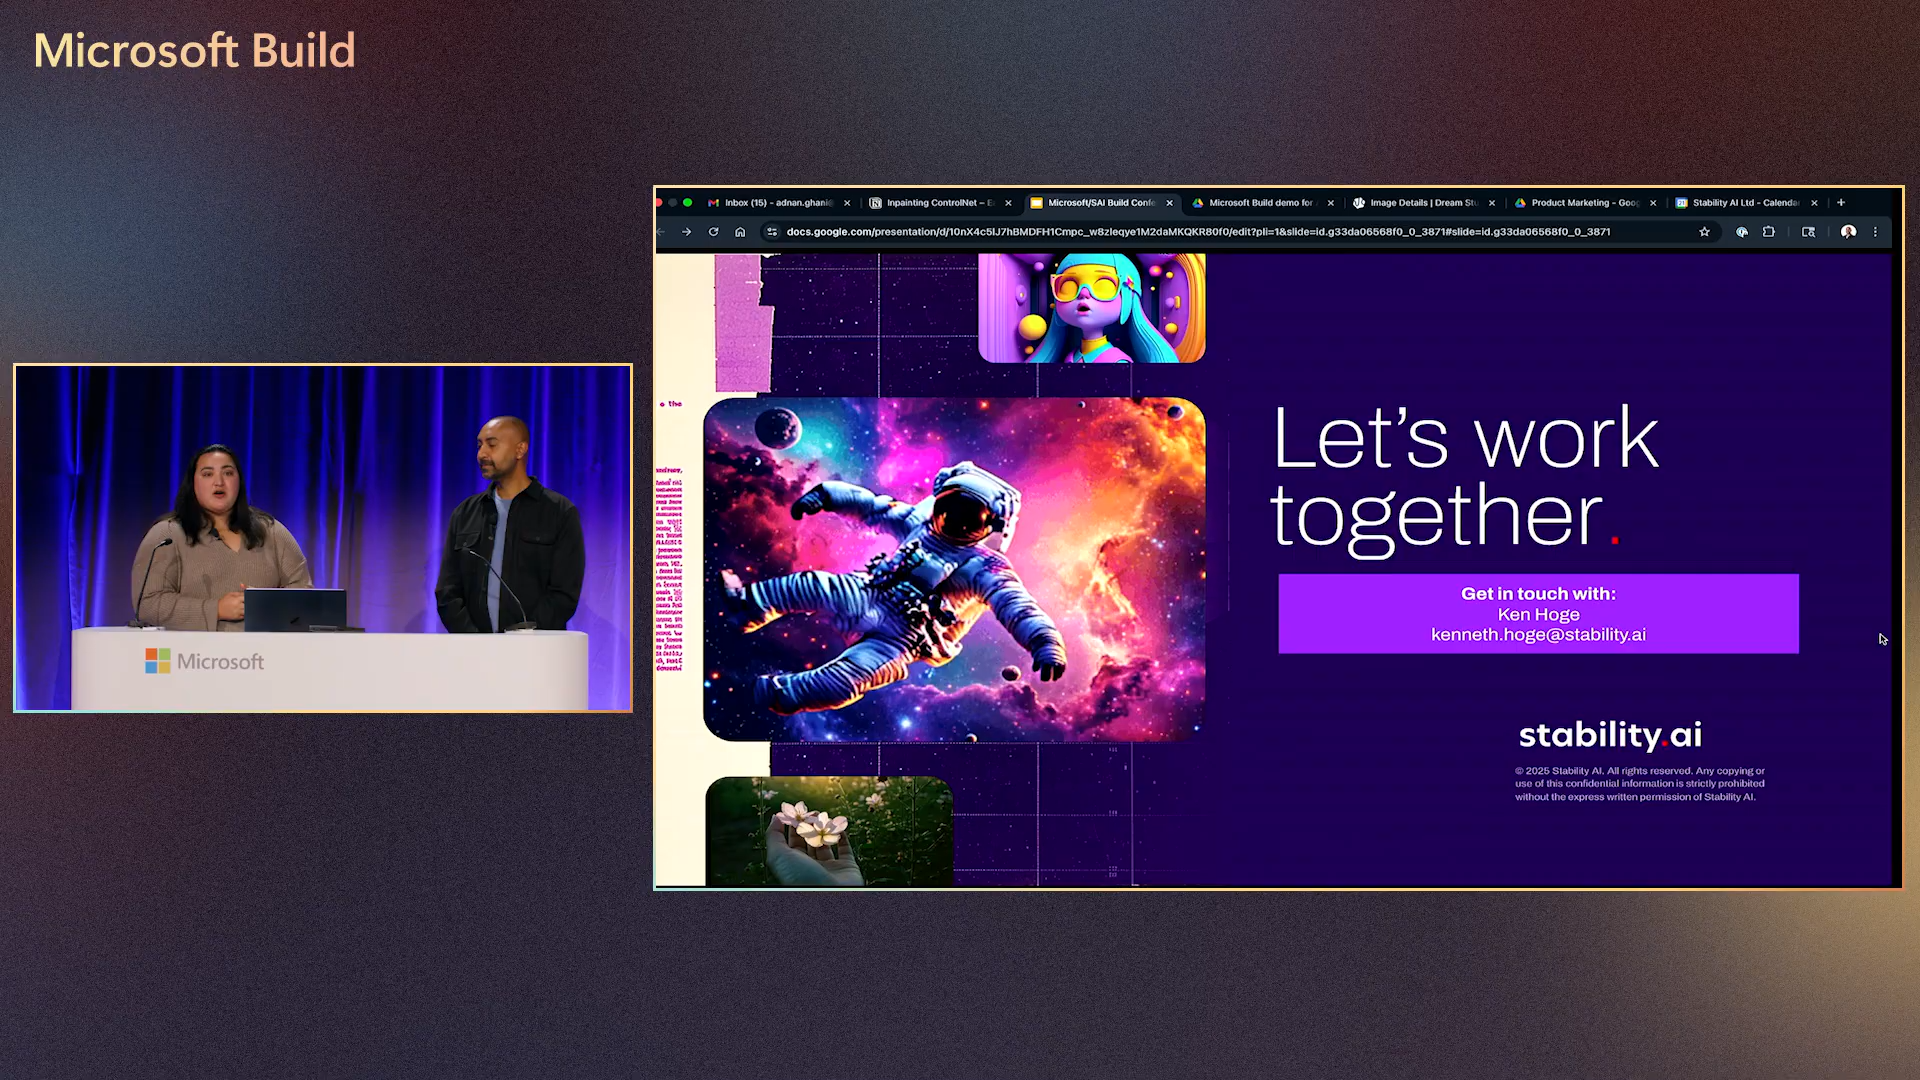 Microsoft Build
Inbox (15) - adnan.ghani
Inpainting ControlNet –
Microsoft/SAI Build Confe
Microsoft Build demo for
Image Details | Dream Stu
Product Marketing - Goog
Stability AI Ltd - Calenda
docs.google.com/presentation/d/10nX4c5lJ7hBMDFH1Cmpc_w8zleqye1M2daMKQKR80f0/edit?pli=1&slide=id.g33da06568f0_0_3871#slide=id.g33da06568f0_0_3871
the
Let's work
together.
Get in touch with:
Ken Hoge
kenneth.hoge@stability.ai
stability.ai
© 2025 Stability AI. All rights reserved. Any copying or
use of this confidential information is strictly prohibited
without the express written permission of Stability AI.
Microsoft